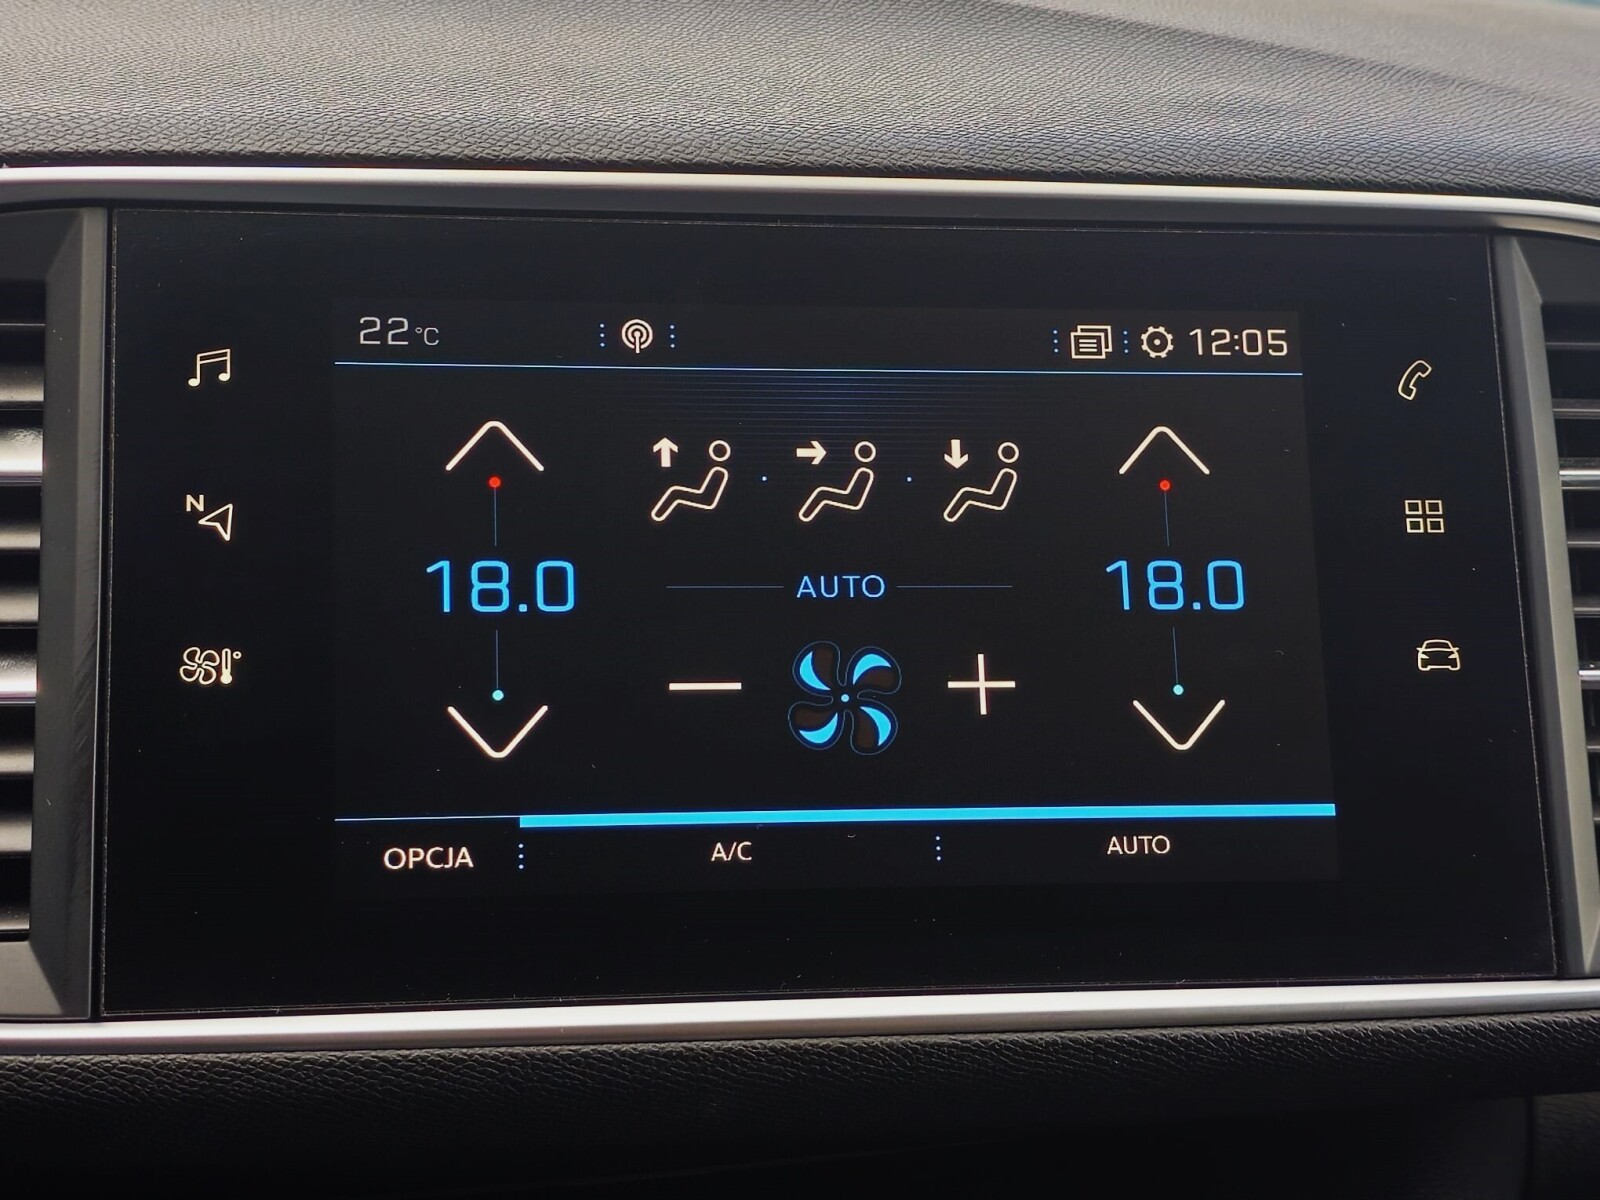 22°C 12:05
N
18.0 AUTO 18.0
OPCJA A/C AUTO